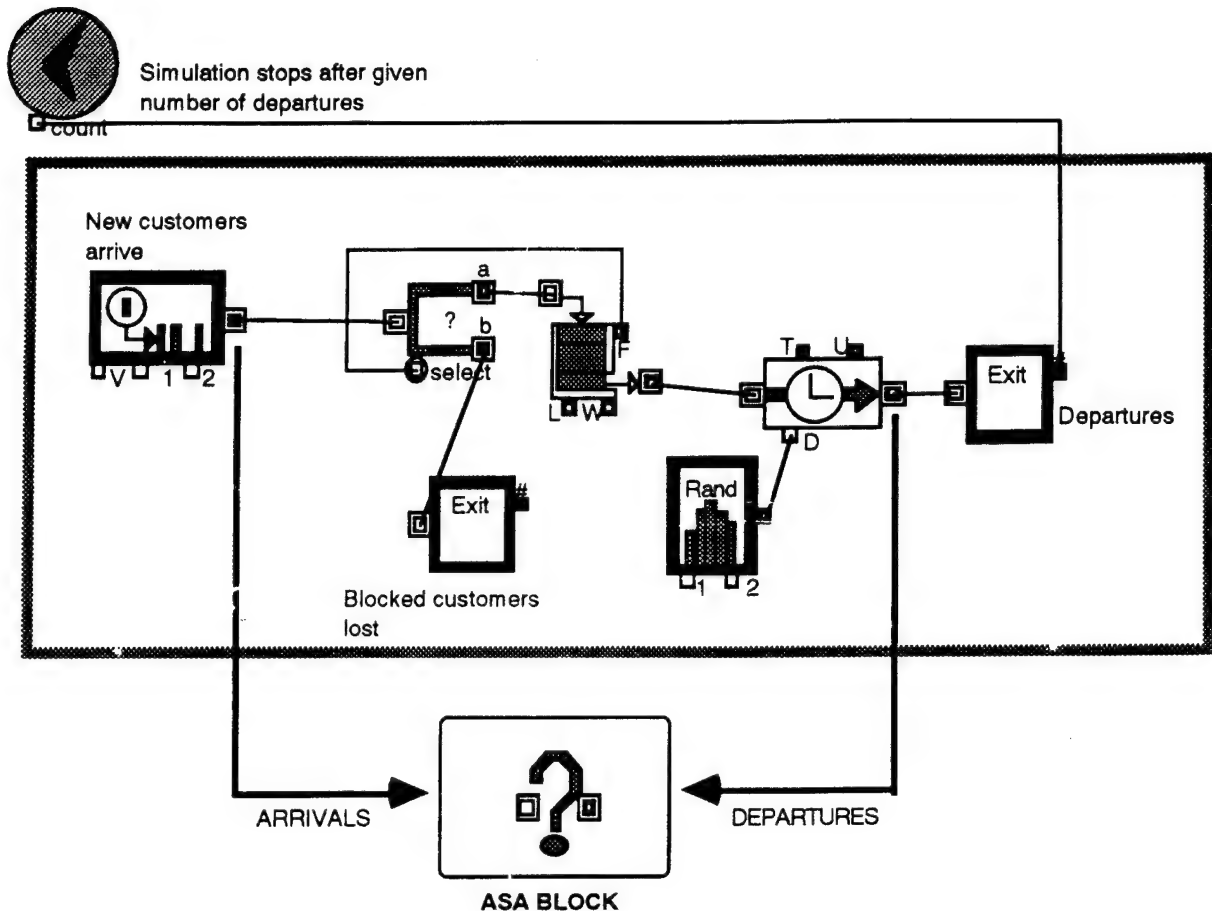 Simulation stops after given
number of departures
count
New customers
arrive
V 1 2
a
?
b
select
F
L W
T U
D
Exit
#
Departures
Rand
1 2
Exit
#
Blocked customers
lost
ARRIVALS
DEPARTURES
ASA BLOCK